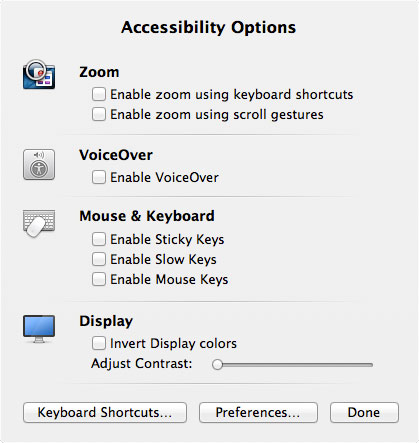 Accessibility Options
Zoom
Enable zoom using keyboard shortcuts
Enable zoom using scroll gestures
VoiceOver
Enable VoiceOver
Mouse & Keyboard
Enable Sticky Keys
Enable Slow Keys
Enable Mouse Keys
Display
Invert Display colors
Adjust Contrast:
Keyboard Shortcuts... Preferences... Done